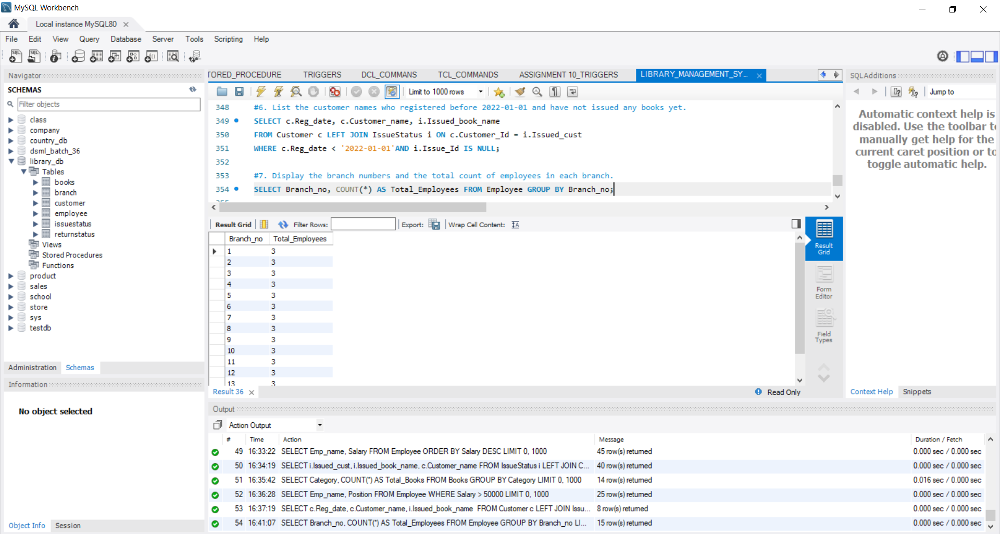 MySQL Workbench
Local instance MySQL80
File Edit View Query Database Server Tools Scripting Help
Navigator
SCHEMAS
Filter objects
class
company
country_db
dsml_batch_36
library_db
Tables
books
branch
customer
employee
issuestatus
returnstatus
Views
Stored Procedures
Functions
product
sales
school
store
sys
testdb
Administration Schemas
Information
No object selected
Object Info Session
TORED_PROCEDURE TRIGGERS DCL_COMMANS TCL_COMMANDS ASSIGNMENT 10_TRIGGERS LIBRARY_MANAGEMENT_SY...
Limit to 1000 rows
348 #6. List the customer names who registered before 2022-01-01 and have not issued any books yet.
349 SELECT c.Reg_date, c.Customer_name, i.Issued_book_name
350 FROM Customer c LEFT JOIN IssueStatus i ON c.Customer_Id = i.Issued_cust
351 WHERE c.Reg_date < '2022-01-01'AND i.Issue_Id IS NULL;
352
353 #7. Display the branch numbers and the total count of employees in each branch.
354 SELECT Branch_no, COUNT(*) AS Total_Employees FROM Employee GROUP BY Branch_no;
Result Grid Filter Rows: Export: Wrap Cell Content:
Branch_no Total_Employees
1 3
2 3
3 3
4 3
5 3
6 3
7 3
8 3
9 3
10 3
11 3
12 3
13 3
Result Grid
Form Editor
Field Types
Result 36
Read Only
SQLAdditions
Jump to
Automatic context help is
disabled. Use the toolbar to
manually get help for the
current caret position or to
toggle automatic help.
Context Help Snippets
Output
Action Output
# Time Action Message Duration / Fetch
49 16:33:22 SELECT Emp_name, Salary FROM Employee ORDER BY Salary DESC LIMIT 0, 1000 45 row(s) returned 0.000 sec / 0.000 sec
50 16:34:19 SELECT i.Issued_cust, i.Issued_book_name, c.Customer_name FROM IssueStatus i LEFT JOIN C... 40 row(s) returned 0.000 sec / 0.000 sec
51 16:35:42 SELECT Category, COUNT(*) AS Total_Books FROM Books GROUP BY Category LIMIT 0, 1000 14 row(s) returned 0.016 sec / 0.000 sec
52 16:36:28 SELECT Emp_name, Position FROM Employee WHERE Salary > 50000 LIMIT 0, 1000 25 row(s) returned 0.000 sec / 0.000 sec
53 16:37:19 SELECT c.Reg_date, c.Customer_name, i.Issued_book_name FROM Customer c LEFT JOIN Issu... 8 row(s) returned 0.000 sec / 0.000 sec
54 16:41:07 SELECT Branch_no, COUNT(*) AS Total_Employees FROM Employee GROUP BY Branch_no LI... 15 row(s) returned 0.000 sec / 0.000 sec